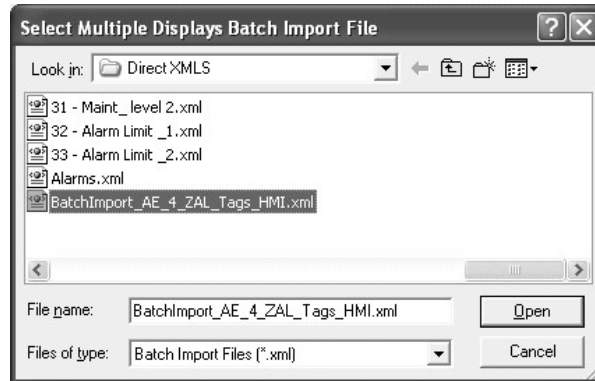 Select Multiple Displays Batch Import File
Look in: Direct XMLS
31 - Maint_ level 2.xml
32 - Alarm Limit _1.xml
33 - Alarm Limit _2.xml
Alarms.xml
BatchImport_AE_4_ZAL_Tags_HMI.xml
File name: BatchImport_AE_4_ZAL_Tags_HMI.xml Open
Files of type: Batch Import Files (*.xml) Cancel